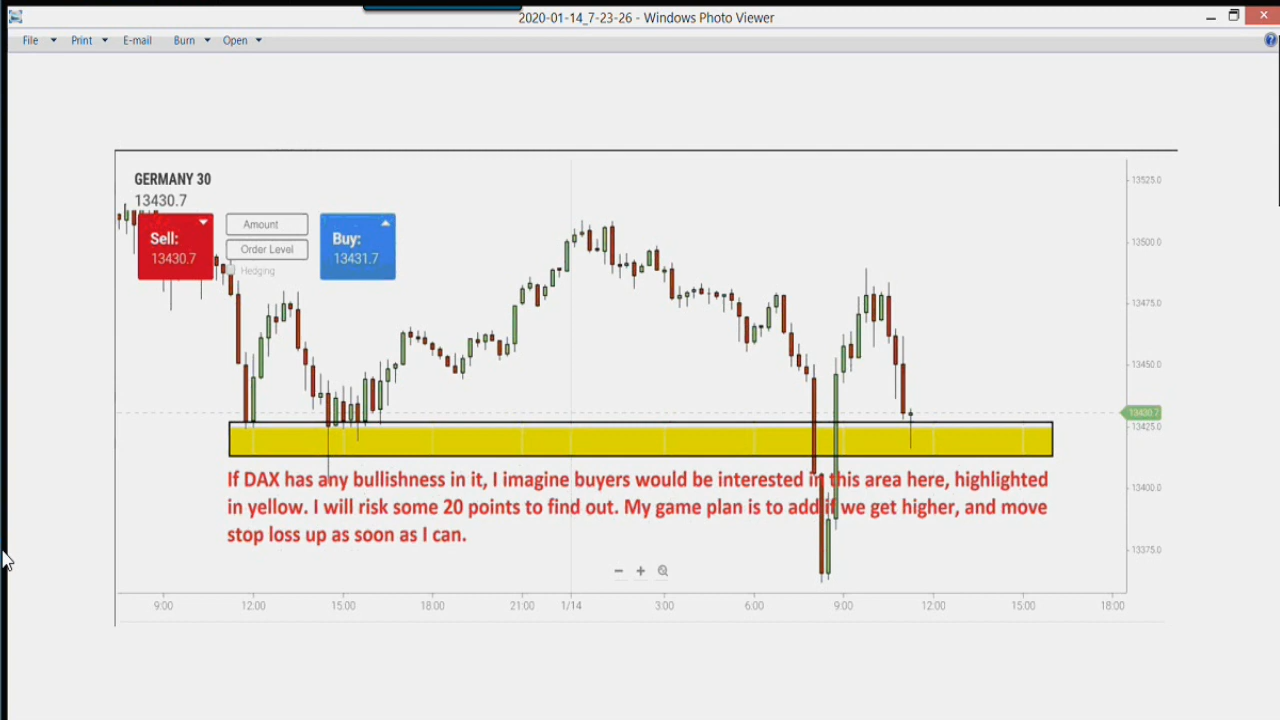 2020-01-14_7-23-26 - Windows Photo Viewer
File Print E-mail Burn Open
GERMANY 30
13430.7
Sell:
13430.7
Amount
Order Level
Hedging
Buy:
13431.7
13525.0
13500.0
13475.0
13450.0
13430.7
13425.0
13400.0
13375.0
If DAX has any bullishness in it, I imagine buyers would be interested in this area here, highlighted
in yellow. I will risk some 20 points to find out. My game plan is to add if we get higher, and move
stop loss up as soon as I can.
9:00 12:00 15:00 18:00 21:00 1/14 3:00 6:00 9:00 12:00 15:00 18:00